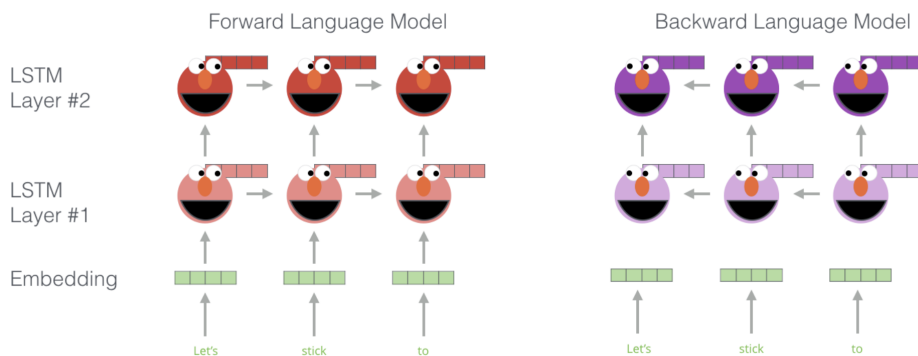 Forward Language Model
Backward Language Model
LSTM
Layer #2
LSTM
Layer #1
Embedding
Let's
stick
to
Let's
stick
to